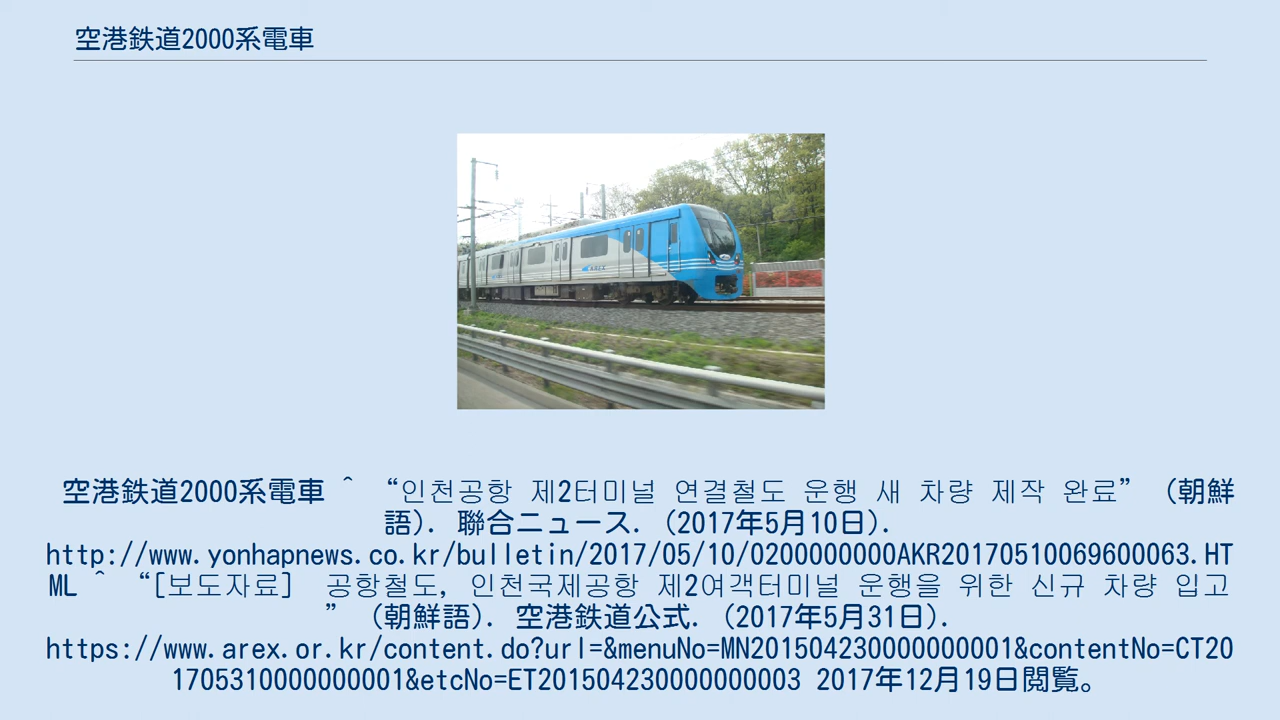 空港鉄道2000系電車
AREX
空港鉄道2000系電車 ^ “인천공항 제2터미널 연결철도 운행 새 차량 제작 완료” (朝鮮
語). 聯合ニュース. (2017年5月10日).
http://www.yonhapnews.co.kr/bulletin/2017/05/10/0200000000AKR20170510069600063.HT
ML ^ “[보도자료] 공항철도, 인천국제공항 제2여객터미널 운행을 위한 신규 차량 입고
” (朝鮮語). 空港鉄道公式. (2017年5月31日).
https://www.arex.or.kr/content.do?url=&menuNo=MN201504230000000001&contentNo=CT20
1705310000000001&etcNo=ET201504230000000003 2017年12月19日閲覧。